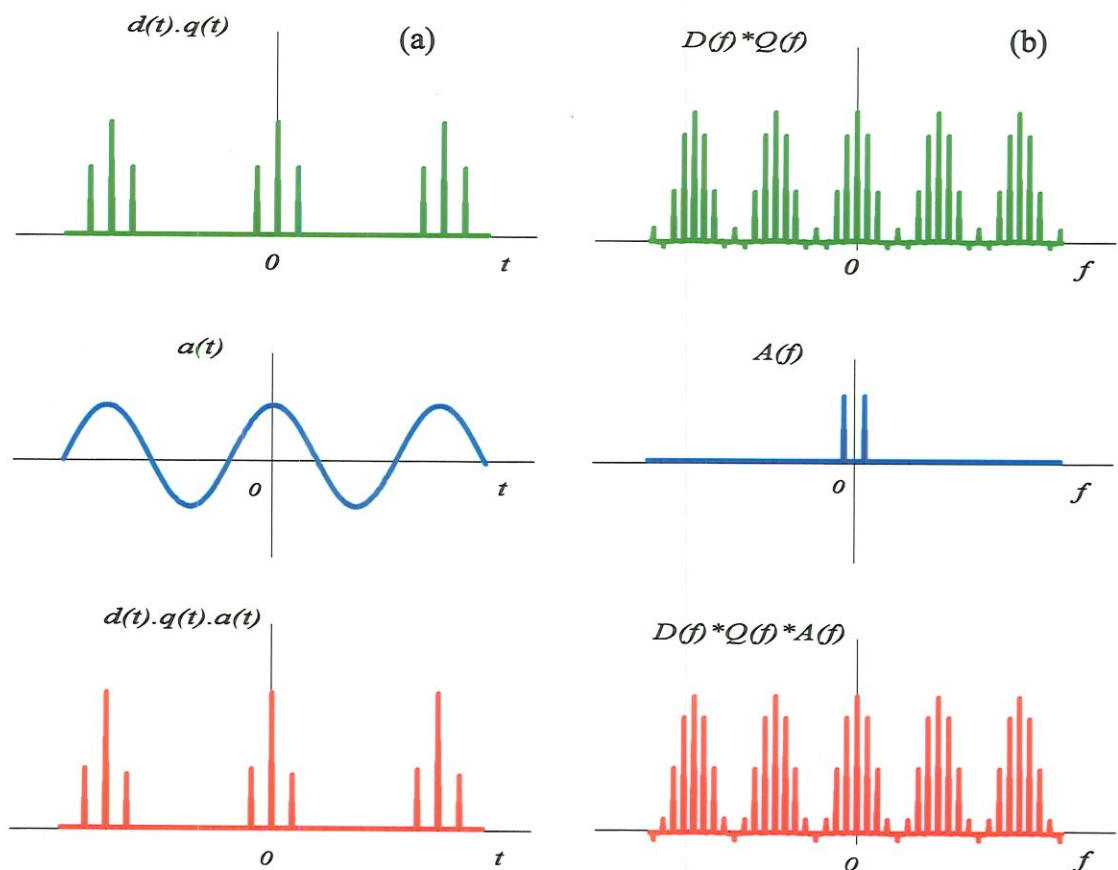 d(t).q(t)
(a)
D(f)*Q(f)
(b)
0
t
0
f
a(t)
A(f)
0
t
0
f
d(t).q(t).a(t)
D(f)*Q(f)*A(f)
0
t
0
f